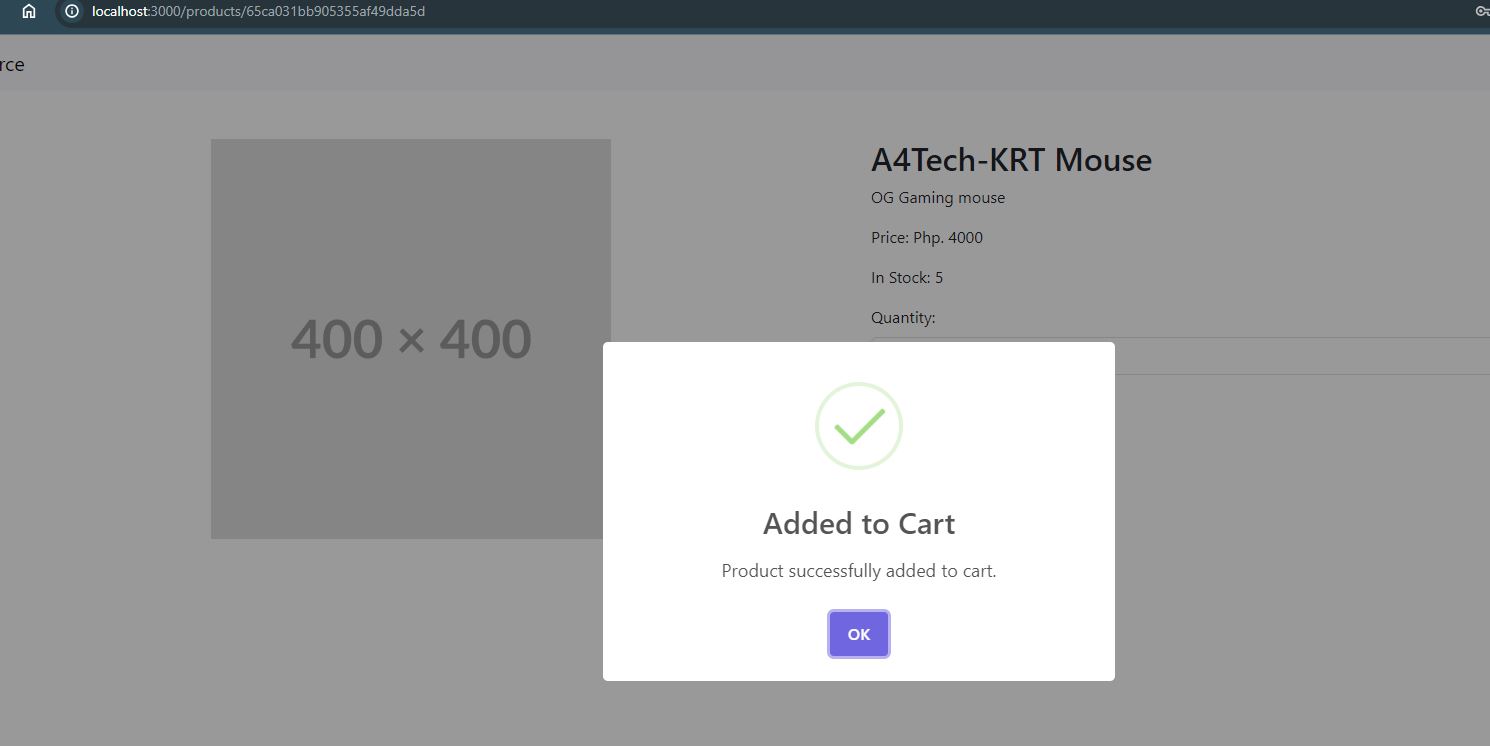 localhost:3000/products/65ca031bb905355af49dda5d
rce
A4Tech-KRT Mouse
OG Gaming mouse
Price: Php. 4000
In Stock: 5
Quantity:
400 × 400
Added to Cart
Product successfully added to cart.
OK